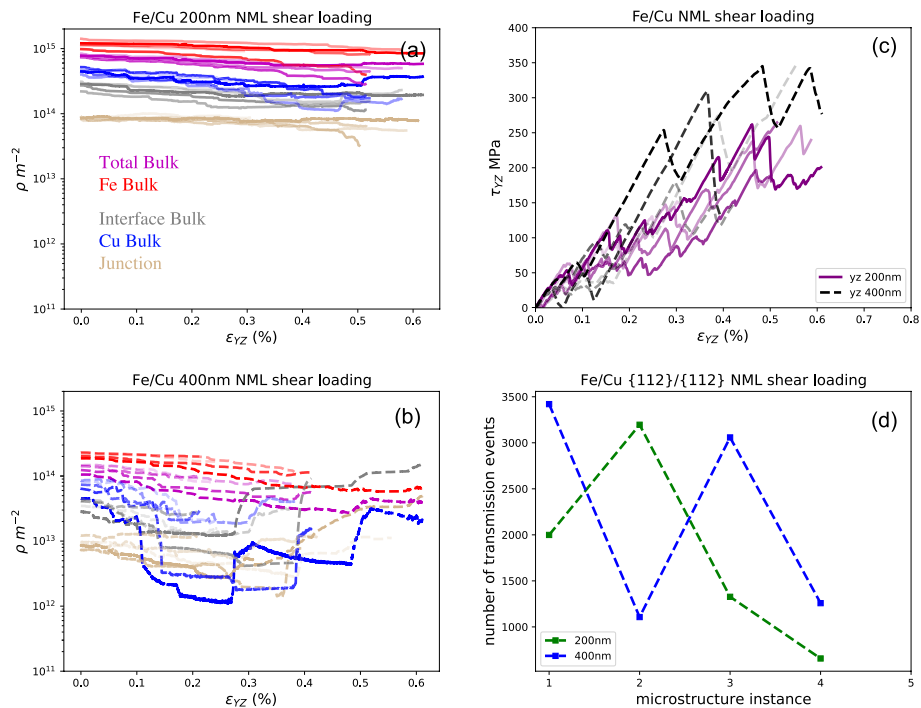 Fe/Cu 200nm NML shear loading
(a)
10¹⁵
10¹⁴
10¹³
10¹²
10¹¹
ρ m⁻²
Total Bulk
Fe Bulk
Interface Bulk
Cu Bulk
Junction
0.0 0.1 0.2 0.3 0.4 0.5 0.6
ε_YZ (%)
Fe/Cu NML shear loading
(c)
400
350
300
250
200
150
100
50
0
τ_YZ MPa
yz 200nm
yz 400nm
0.0 0.1 0.2 0.3 0.4 0.5 0.6 0.7 0.8
ε_YZ (%)
Fe/Cu 400nm NML shear loading
(b)
10¹⁵
10¹⁴
10¹³
10¹²
10¹¹
ρ m⁻²
0.0 0.1 0.2 0.3 0.4 0.5 0.6
ε_YZ (%)
Fe/Cu {112}/{112} NML shear loading
(d)
3500
3000
2500
2000
1500
1000
500
number of transmission events
200nm
400nm
1 2 3 4 5
microstructure instance